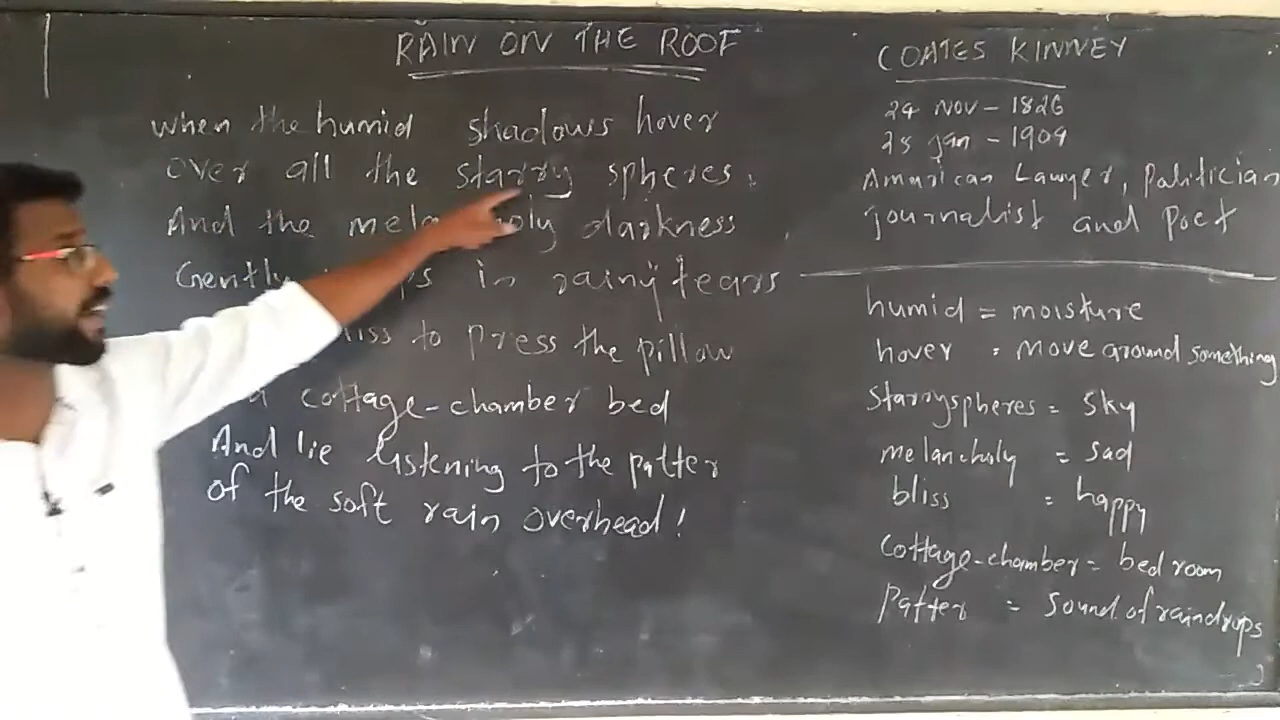 RAIN ON THE ROOF
When the humid shadows hover
over all the starry spheres,
And the mela oly darkness
Gently in rainy tears
to press the pillow
cottage-chamber bed
And lie listening to the patter
of the soft rain overhead!
COATES KINNEY
24 NOV - 1826
25 Jan - 1904
American Lawyer, Politician
journalist and Poet
humid = moisture
hover = move around something
starryspheres = sky
melancholy = sad
bliss = happy
Cottage-chamber = bed room
Patter = Sound of raindrops